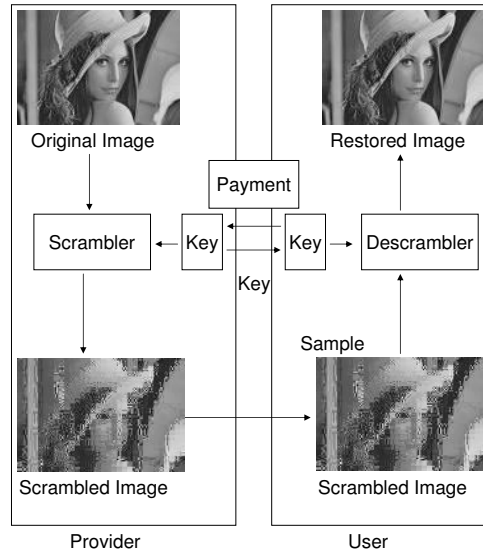 Original Image
Restored Image
Payment
Scrambler
Key
Key
Descrambler
Key
Sample
Scrambled Image
Scrambled Image
Provider
User